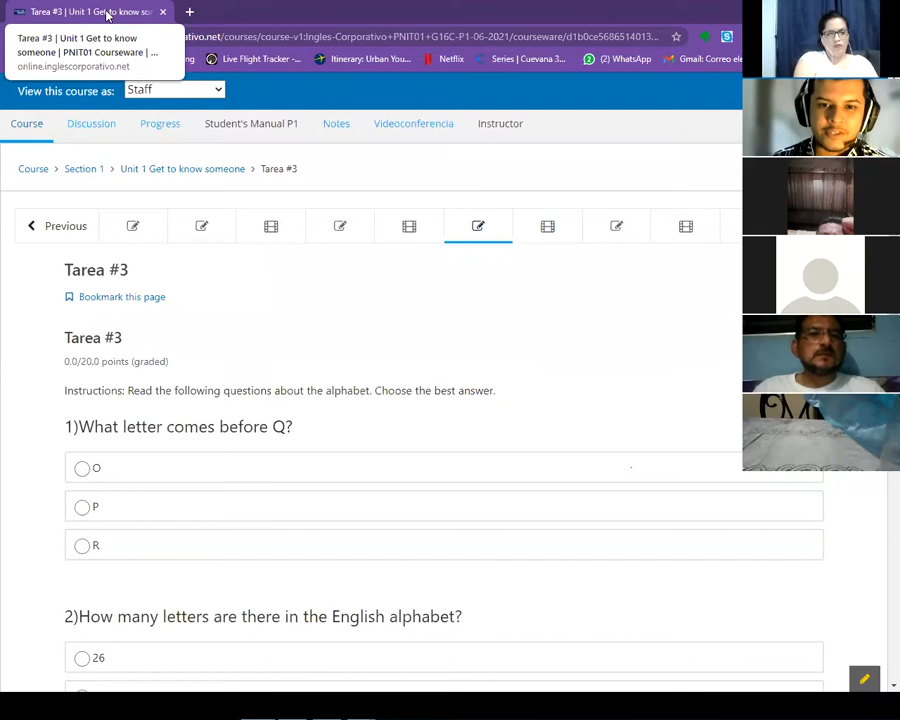 Task #3 | Unit 1 Get to know so
Tarea #3 | Unit 1 Get to know
someone | PNIT01 Courseware | ...
online.inglescorporativo.net
ativo.net/courses/course-v1:Ingles-Corporativo+PNIT01+G16C-P1-06-2021/courseware/d1b0ce5686514013...
ng
Live Flight Tracker -...
Itinerary: Urban You...
Netflix
Series | Cuevana 3...
(2) WhatsApp
Gmail: Correo ele
View this course as:
Staff
Course
Discussion
Progress
Student's Manual P1
Notes
Videoconferencia
Instructor
Course
Section 1
Unit 1 Get to know someone
Tarea #3
Previous
Tarea #3
Bookmark this page
Tarea #3
0.0/20.0 points (graded)
Instructions: Read the following questions about the alphabet. Choose the best answer.
1)What letter comes before Q?
O
P
R
2)How many letters are there in the English alphabet?
26